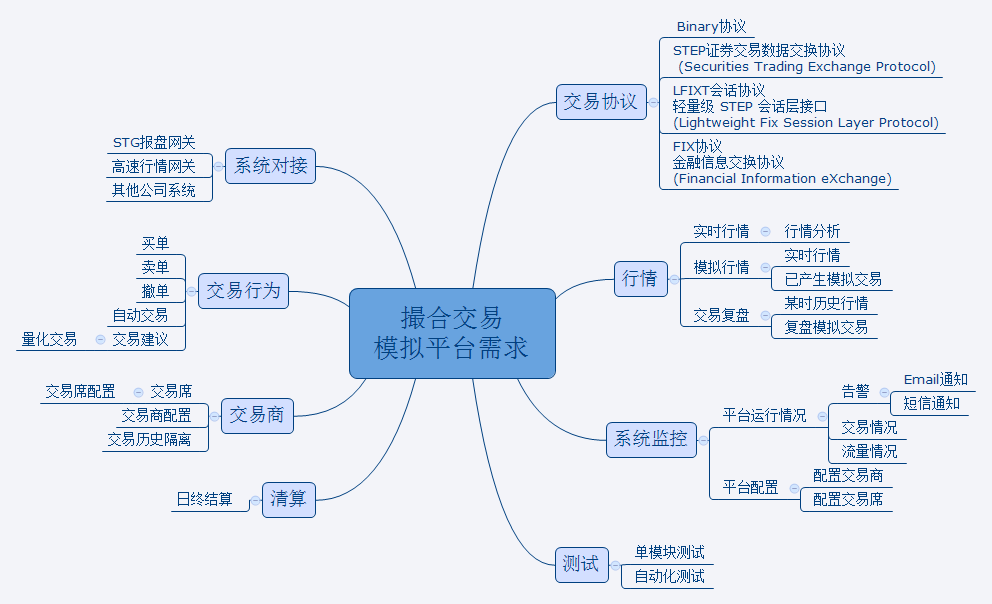 撮合交易
模拟平台需求
交易协议
Binary协议
STEP证券交易数据交换协议
(Securities Trading Exchange Protocol)
LFIXT会话协议
轻量级 STEP 会话层接口
(Lightweight Fix Session Layer Protocol)
FIX协议
金融信息交换协议
(Financial Information eXchange)
行情
实时行情
行情分析
模拟行情
实时行情
已产生模拟交易
交易复盘
某时历史行情
复盘模拟交易
系统监控
平台运行情况
告警
Email通知
短信通知
交易情况
流量情况
平台配置
配置交易商
配置交易席
测试
单模块测试
自动化测试
系统对接
STG报盘网关
高速行情网关
其他公司系统
交易行为
买单
卖单
撤单
自动交易
交易建议
量化交易
交易商
交易席
交易席配置
交易商配置
交易历史隔离
清算
日终结算